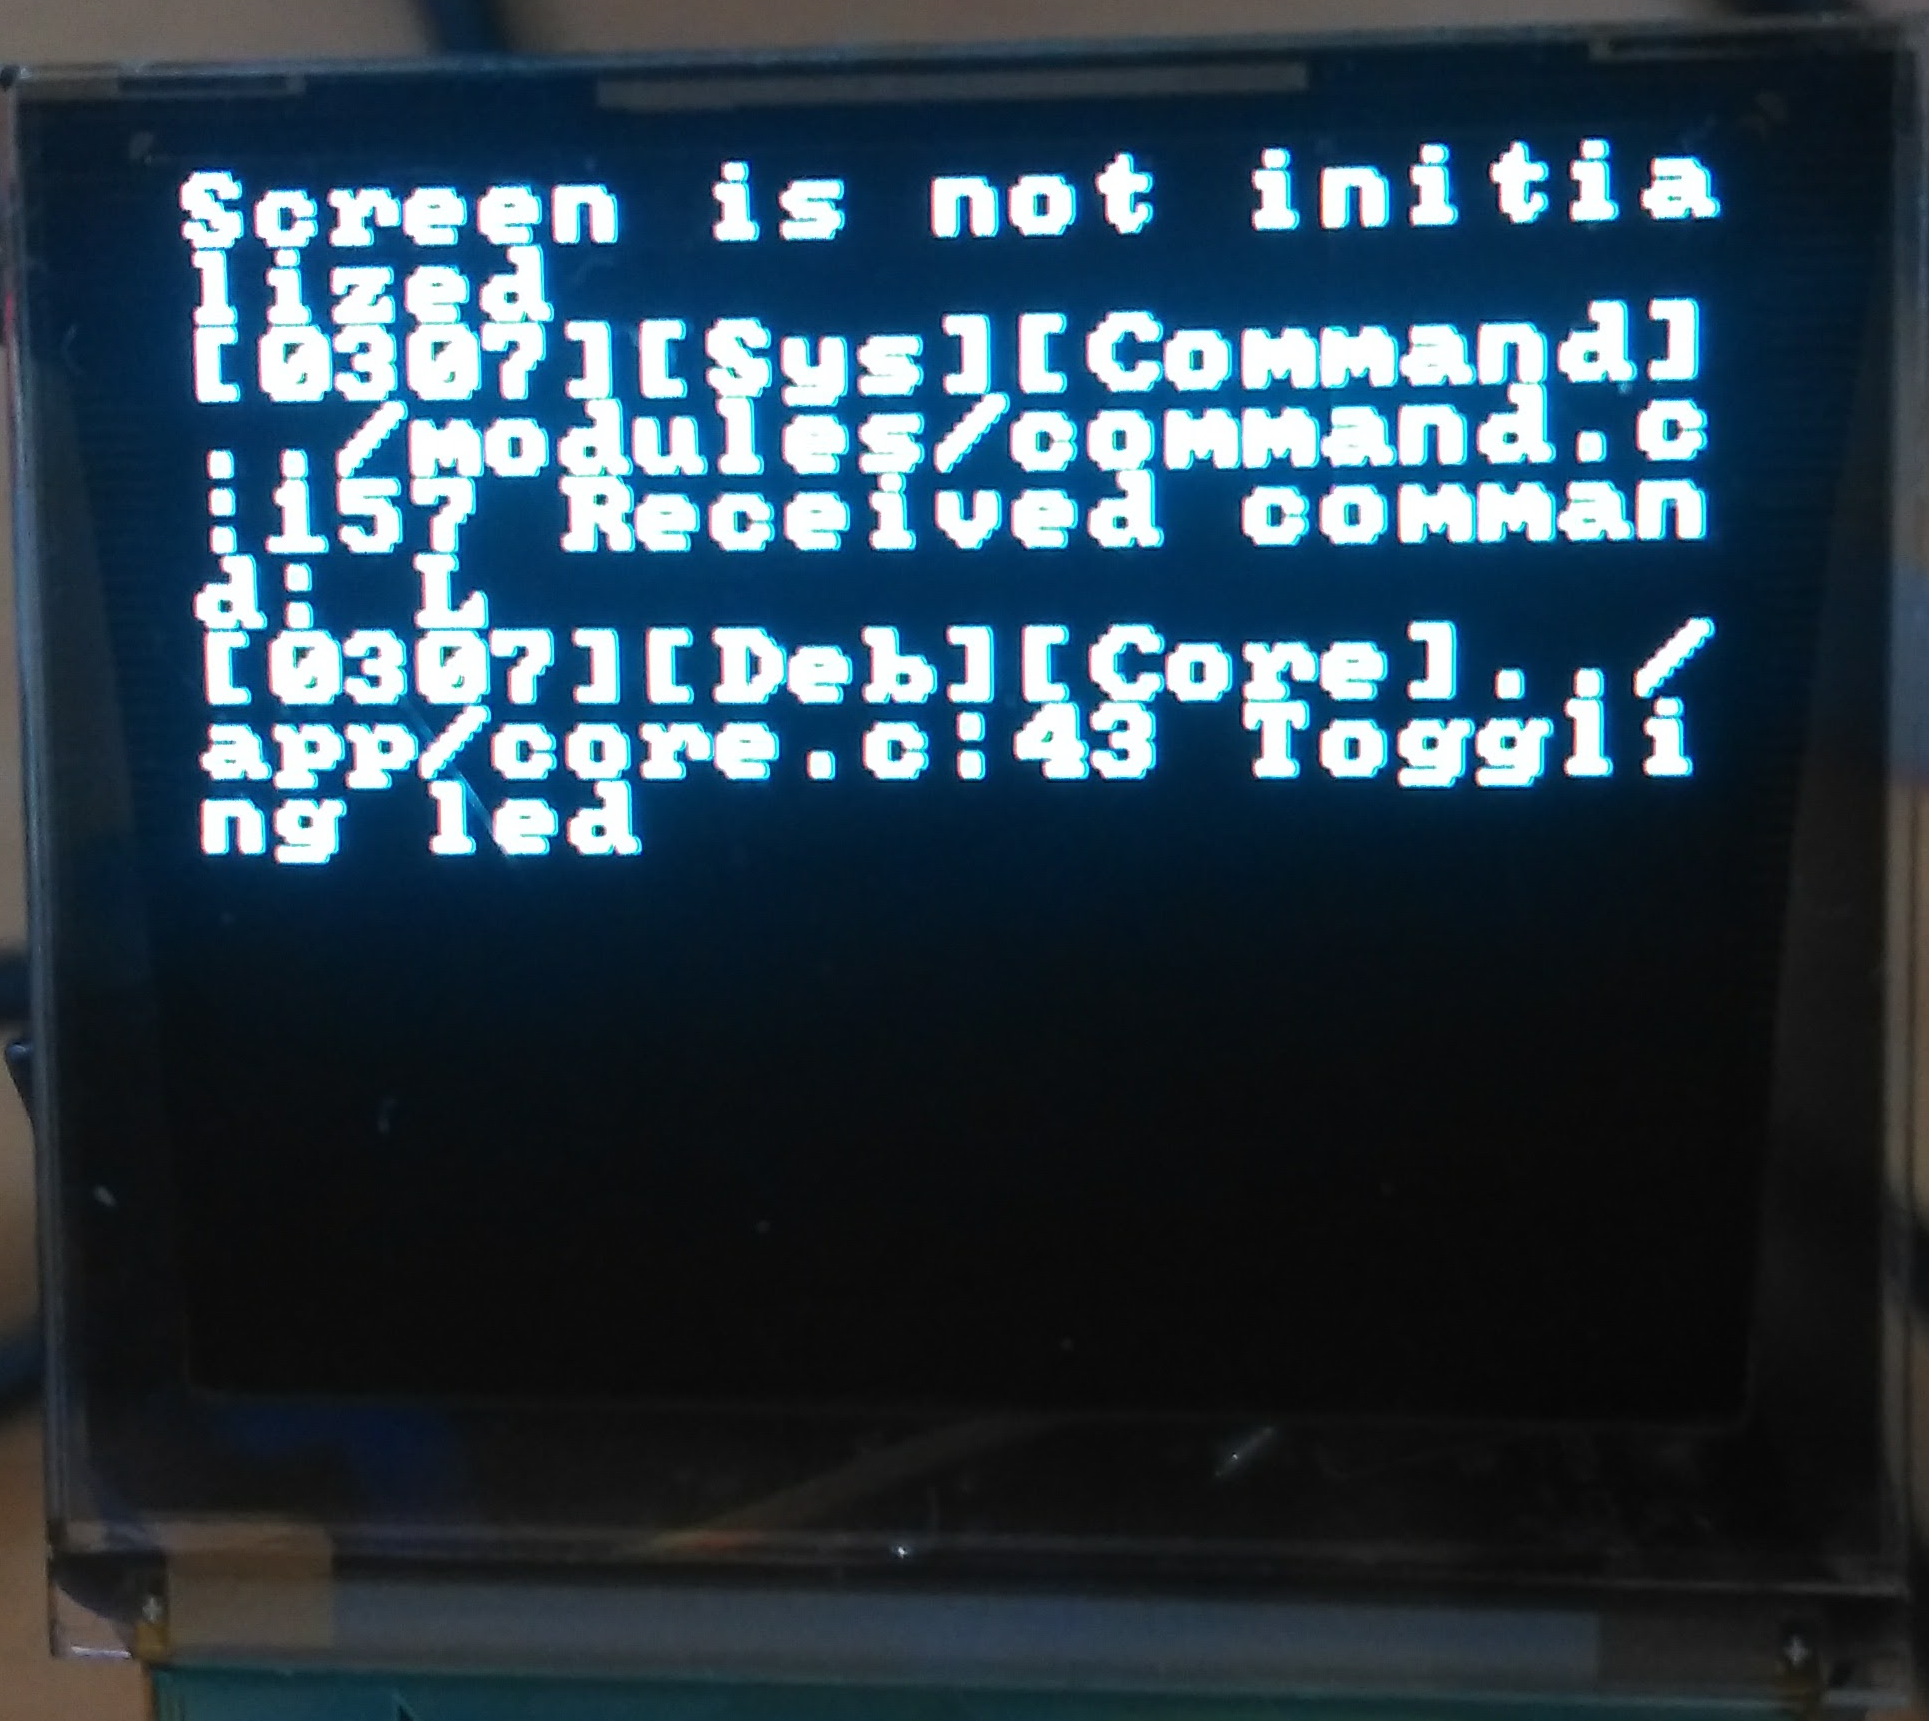 Screen is not initia
lized
[0307][Sys][Command]
../modules/command.c
:157 Received comman
d: L
[0307][Deb][Core]../
app/core.c:43 Toggli
ng led